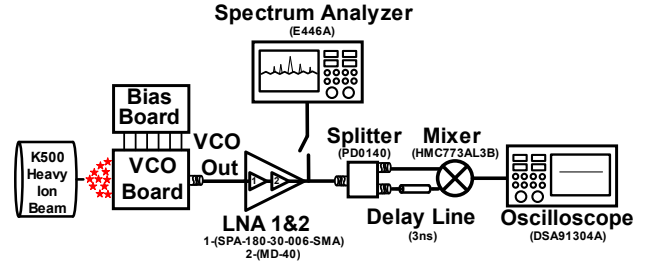 Spectrum Analyzer
(E446A)
Bias
Board
K500
Heavy
Ion
Beam
VCO
Board
VCO
Out
1
2
LNA 1&2
1-(SPA-180-30-006-SMA)
2-(MD-40)
Splitter
(PD0140)
Mixer
(HMC773AL3B)
Delay Line
(3ns)
Oscilloscope
(DSA91304A)